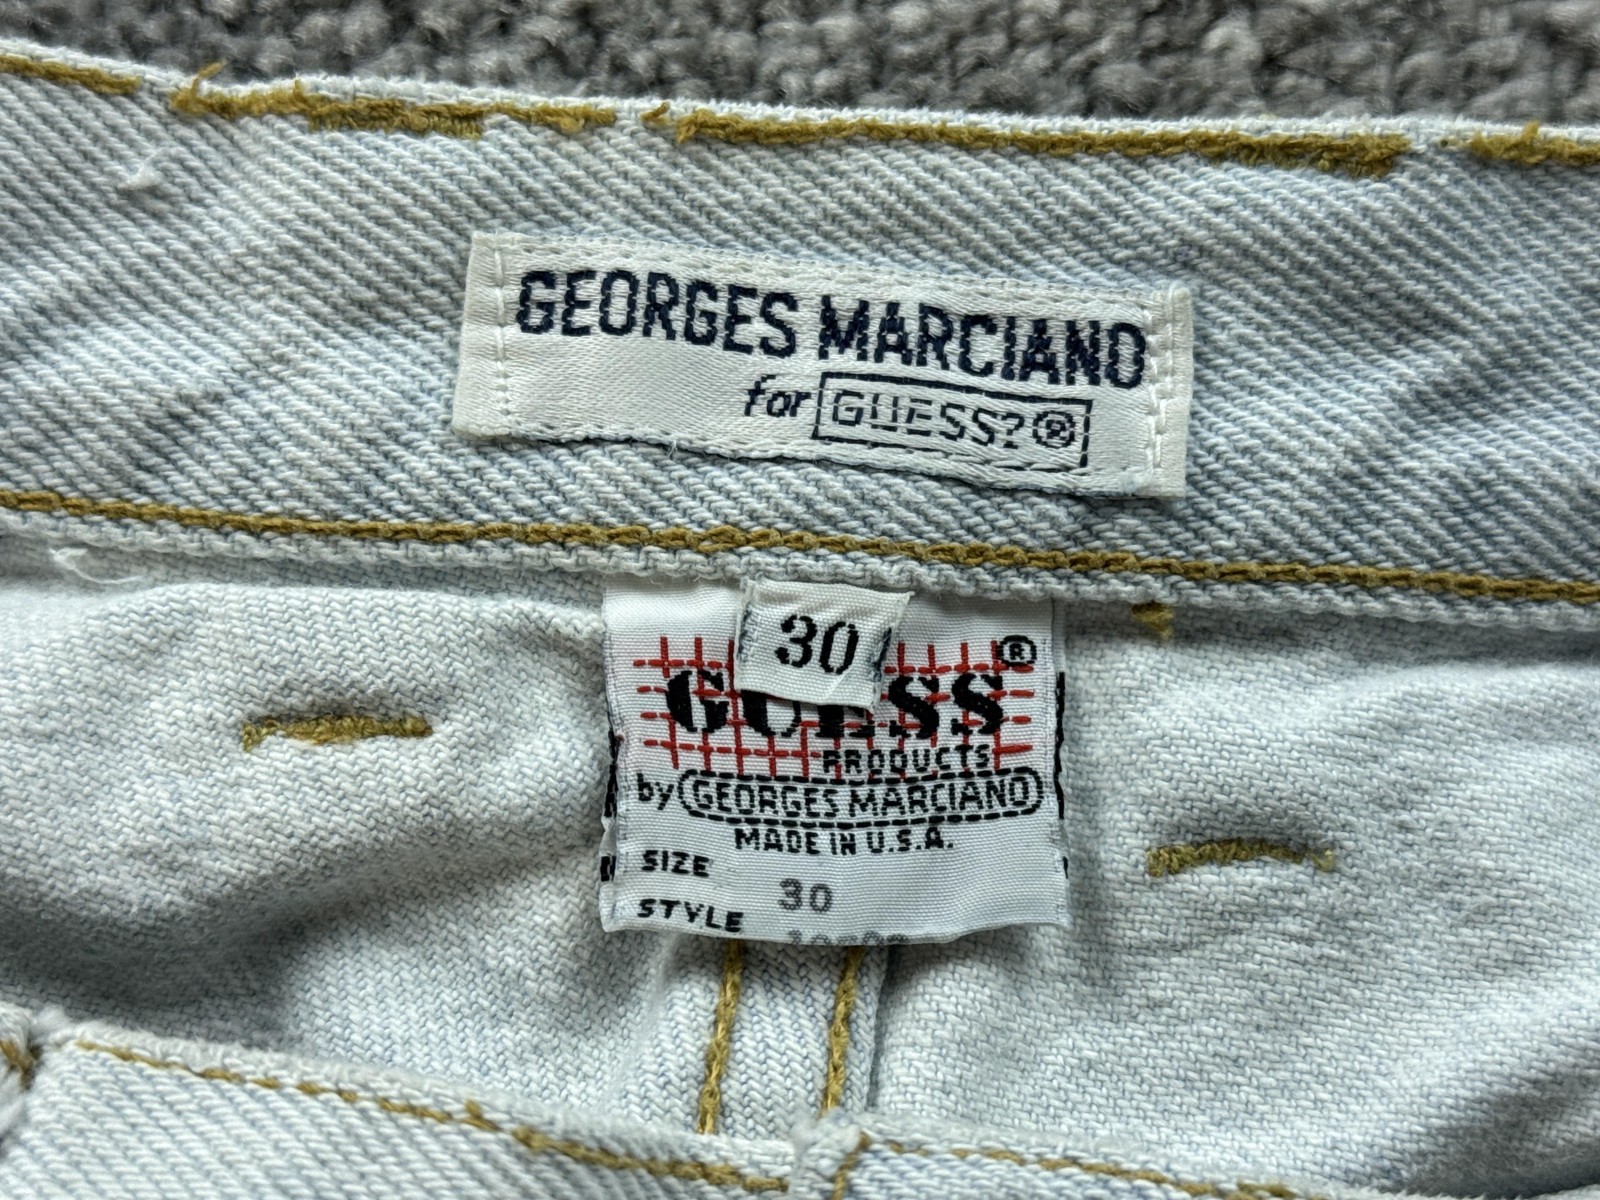 GEORGES MARCIANO
for GUESS?®
30
GUESS®
PRODUCTS
by GEORGES MARCIANO
MADE IN U.S.A.
SIZE 30
STYLE